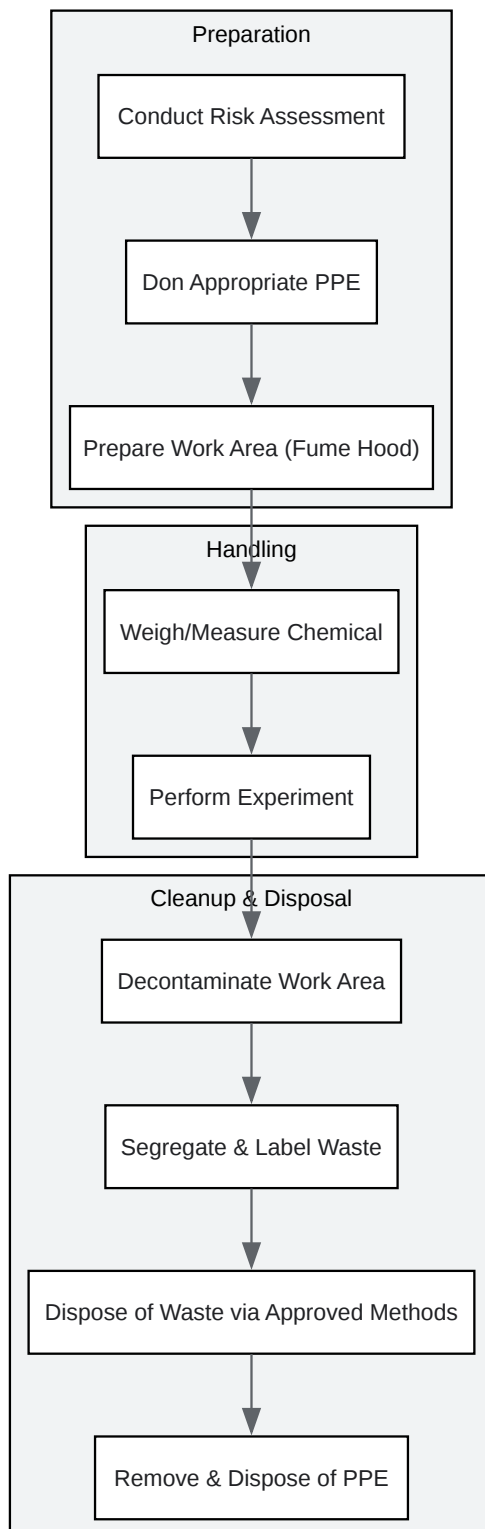 Preparation
Conduct Risk Assessment
Don Appropriate PPE
Prepare Work Area (Fume Hood)
Handling
Weigh/Measure Chemical
Perform Experiment
Cleanup & Disposal
Decontaminate Work Area
Segregate & Label Waste
Dispose of Waste via Approved Methods
Remove & Dispose of PPE